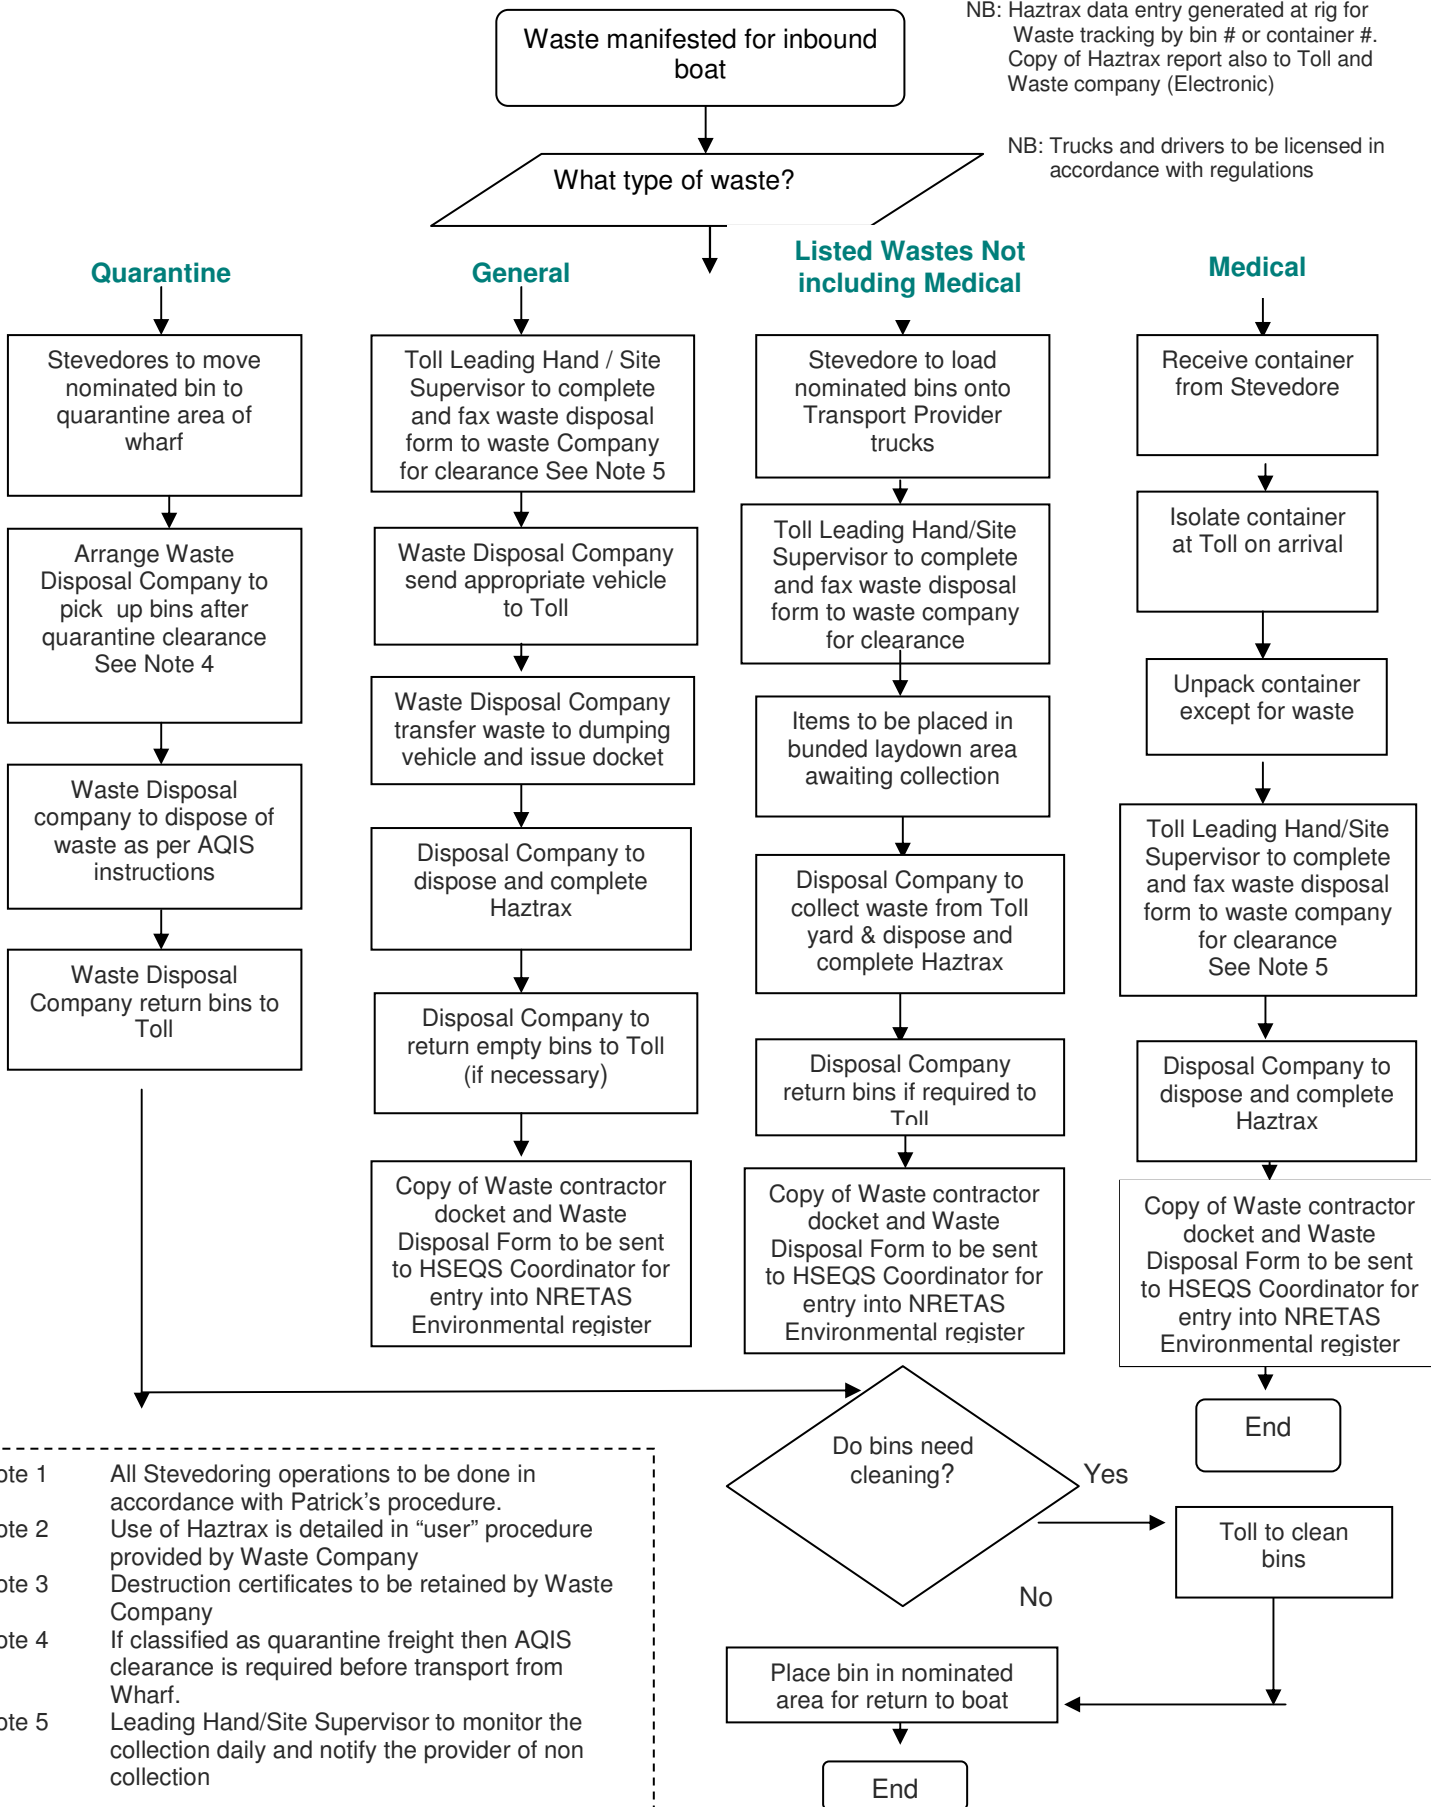 Waste manifested for inbound
boat
NB: Haztrax data entry generated at rig for
Waste tracking by bin # or container #.
Copy of Haztrax report also to Toll and
Waste company (Electronic)
NB: Trucks and drivers to be licensed in
accordance with regulations
What type of waste?
Quarantine
Stevedores to move
nominated bin to
quarantine area of
wharf
Arrange Waste
Disposal Company to
pick up bins after
quarantine clearance
See Note 4
Waste Disposal
company to dispose of
waste as per AQIS
instructions
Waste Disposal
Company return bins to
Toll
General
Toll Leading Hand / Site
Supervisor to complete
and fax waste disposal
form to waste Company
for clearance See Note 5
Waste Disposal Company
send appropriate vehicle
to Toll
Waste Disposal Company
transfer waste to dumping
vehicle and issue docket
Disposal Company to
dispose and complete
Haztrax
Disposal Company to
return empty bins to Toll
(if necessary)
Copy of Waste contractor
docket and Waste
Disposal Form to be sent
to HSEQS Coordinator for
entry into NRETAS
Environmental register
Listed Wastes Not
including Medical
Stevedore to load
nominated bins onto
Transport Provider
trucks
Toll Leading Hand/Site
Supervisor to complete
and fax waste disposal
form to waste company
for clearance
Items to be placed in
bunded laydown area
awaiting collection
Disposal Company to
collect waste from Toll
yard & dispose and
complete Haztrax
Disposal Company
return bins if required to
Toll
Copy of Waste contractor
docket and Waste
Disposal Form to be sent
to HSEQS Coordinator for
entry into NRETAS
Environmental register
Medical
Receive container
from Stevedore
Isolate container
at Toll on arrival
Unpack container
except for waste
Toll Leading Hand/Site
Supervisor to complete
and fax waste disposal
form to waste company
for clearance
See Note 5
Disposal Company to
dispose and complete
Haztrax
Copy of Waste contractor
docket and Waste
Disposal Form to be sent
to HSEQS Coordinator for
entry into NRETAS
Environmental register
End
Do bins need
cleaning?
Yes
Toll to clean
bins
No
Place bin in nominated
area for return to boat
End
ote 1 All Stevedoring operations to be done in
accordance with Patrick's procedure.
ote 2 Use of Haztrax is detailed in “user” procedure
provided by Waste Company
ote 3 Destruction certificates to be retained by Waste
Company
ote 4 If classified as quarantine freight then AQIS
clearance is required before transport from
Wharf.
ote 5 Leading Hand/Site Supervisor to monitor the
collection daily and notify the provider of non
collection